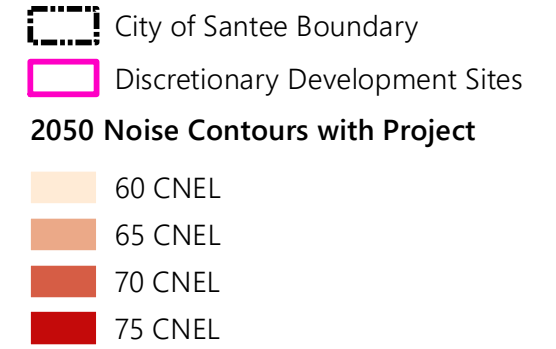 City of Santee Boundary
Discretionary Development Sites
2050 Noise Contours with Project
60 CNEL
65 CNEL
70 CNEL
75 CNEL